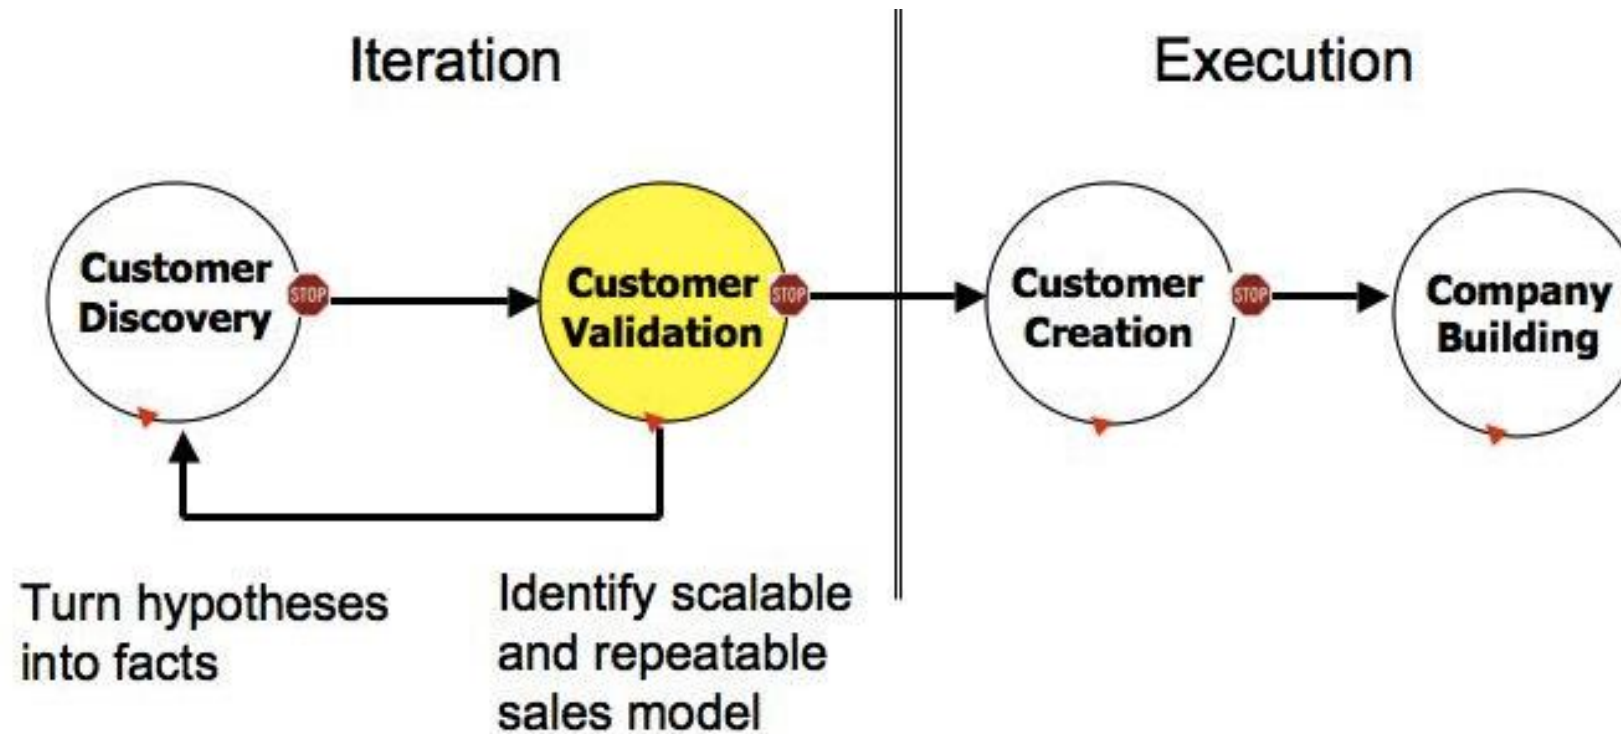 Iteration
Execution
Customer
Discovery
STOP
Customer
Validation
STOP
Customer
Creation
STOP
Company
Building
Turn hypotheses
into facts
Identify scalable
and repeatable
sales model